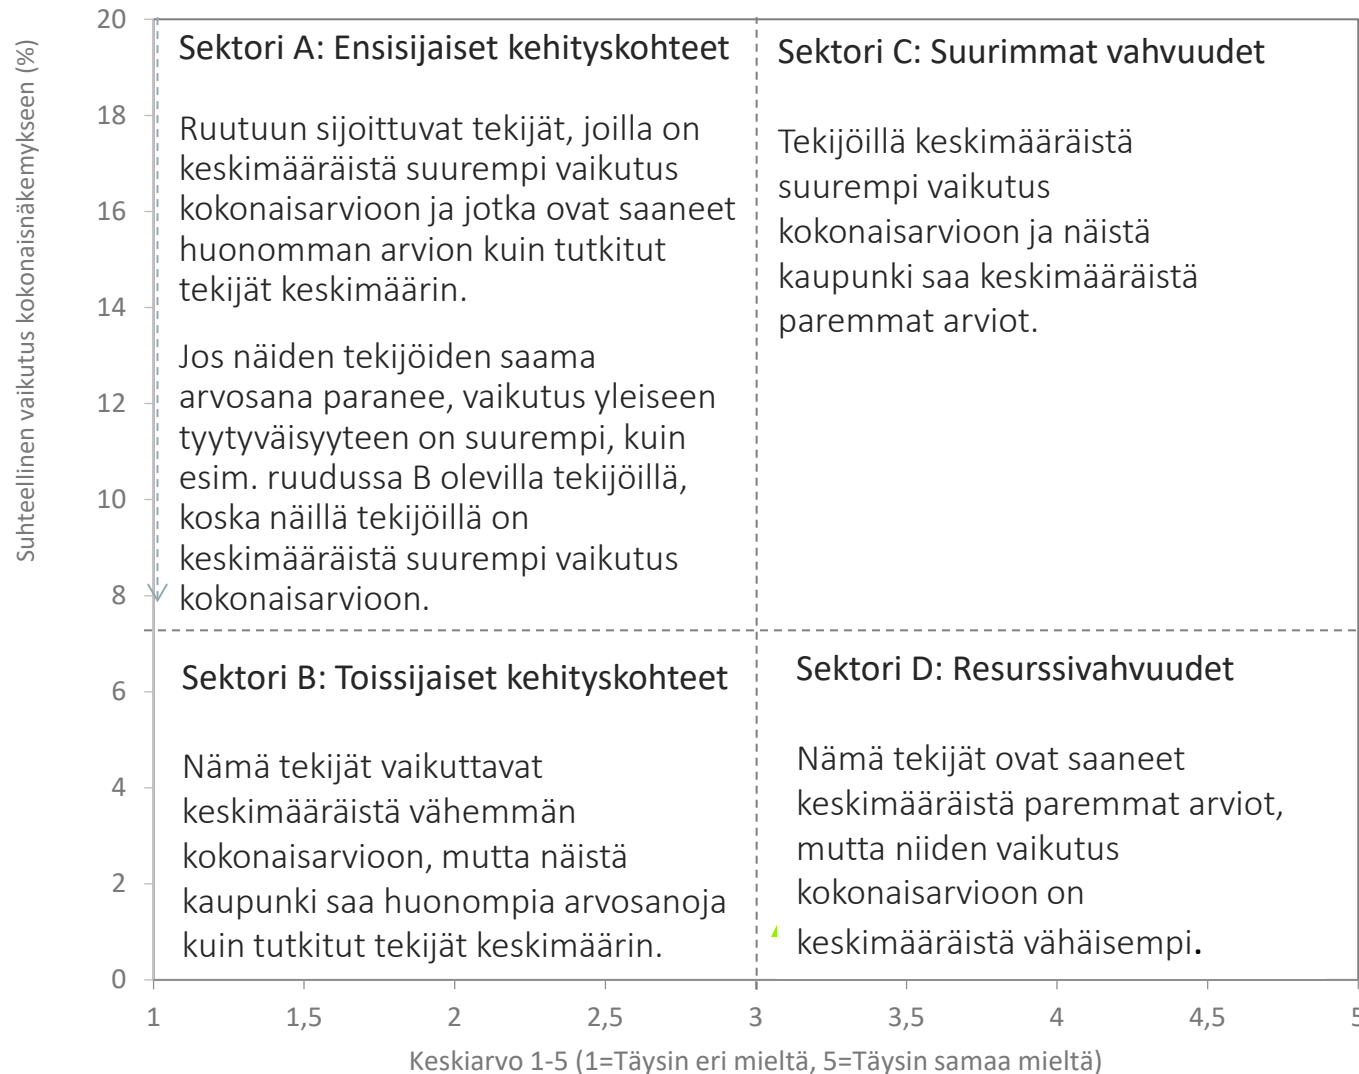 Suhteellinen vaikutus kokonaisnäkemykseen (%)
20
18
16
14
12
10
8
6
4
2
0
Sektori A: Ensisijaiset kehityskohteet
Ruutuun sijoittuvat tekijät, joilla on
keskimääräistä suurempi vaikutus
kokonaisarvioon ja jotka ovat saaneet
huonomman arvion kuin tutkitut
tekijät keskimäärin.
Jos näiden tekijöiden saama
arvosana paranee, vaikutus yleiseen
tyytyväisyyteen on suurempi, kuin
esim. ruudussa B olevilla tekijöillä,
koska näillä tekijöillä on
keskimääräistä suurempi vaikutus
kokonaisarvioon.
Sektori C: Suurimmat vahvuudet
Tekijöillä keskimääräistä
suurempi vaikutus
kokonaisarvioon ja näistä
kaupunki saa keskimääräistä
paremmat arviot.
Sektori B: Toissijaiset kehityskohteet
Nämä tekijät vaikuttavat
keskimääräistä vähemmän
kokonaisarvioon, mutta näistä
kaupunki saa huonompia arvosanoja
kuin tutkitut tekijät keskimäärin.
Sektori D: Resurssivahvuudet
Nämä tekijät ovat saaneet
keskimääräistä paremmat arviot,
mutta niiden vaikutus
kokonaisarvioon on
keskimääräistä vähäisempi.
1 1,5 2 2,5 3 3,5 4 4,5 5
Keskiarvo 1-5 (1=Täysin eri mieltä, 5=Täysin samaa mieltä)